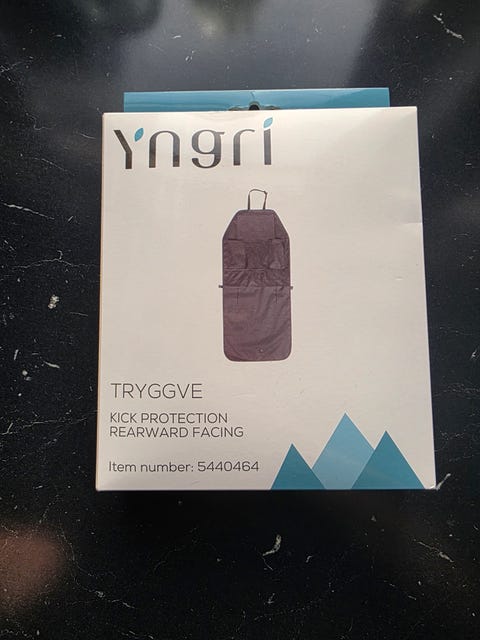 Yngri
TRYGGVE
KICK PROTECTION
REARWARD FACING
Item number: 5440464